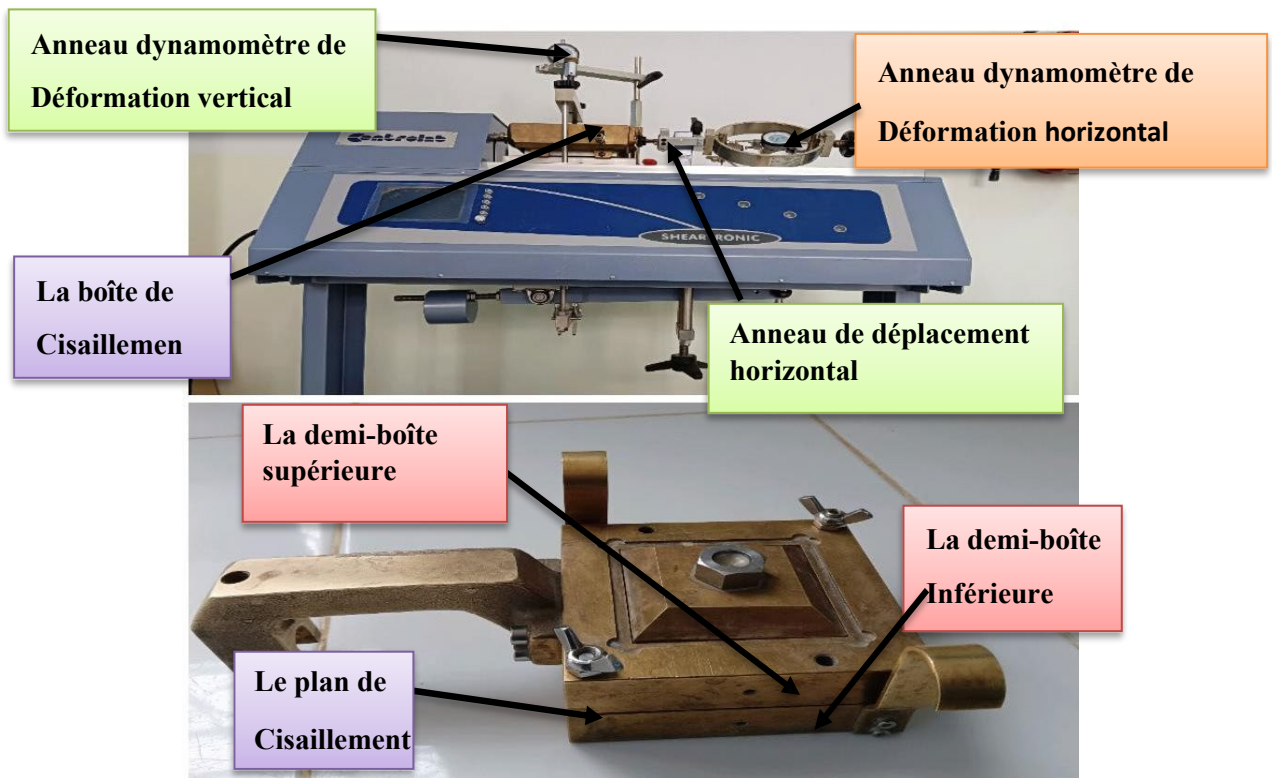 Anneau dynamomètre de
Déformation vertical
Anneau dynamomètre de
Déformation horizontal
Controls
SHEARTRONIC
La boîte de
Cisaillemen
Anneau de déplacement
horizontal
La demi-boîte
supérieure
La demi-boîte
Inférieure
Le plan de
Cisaillement